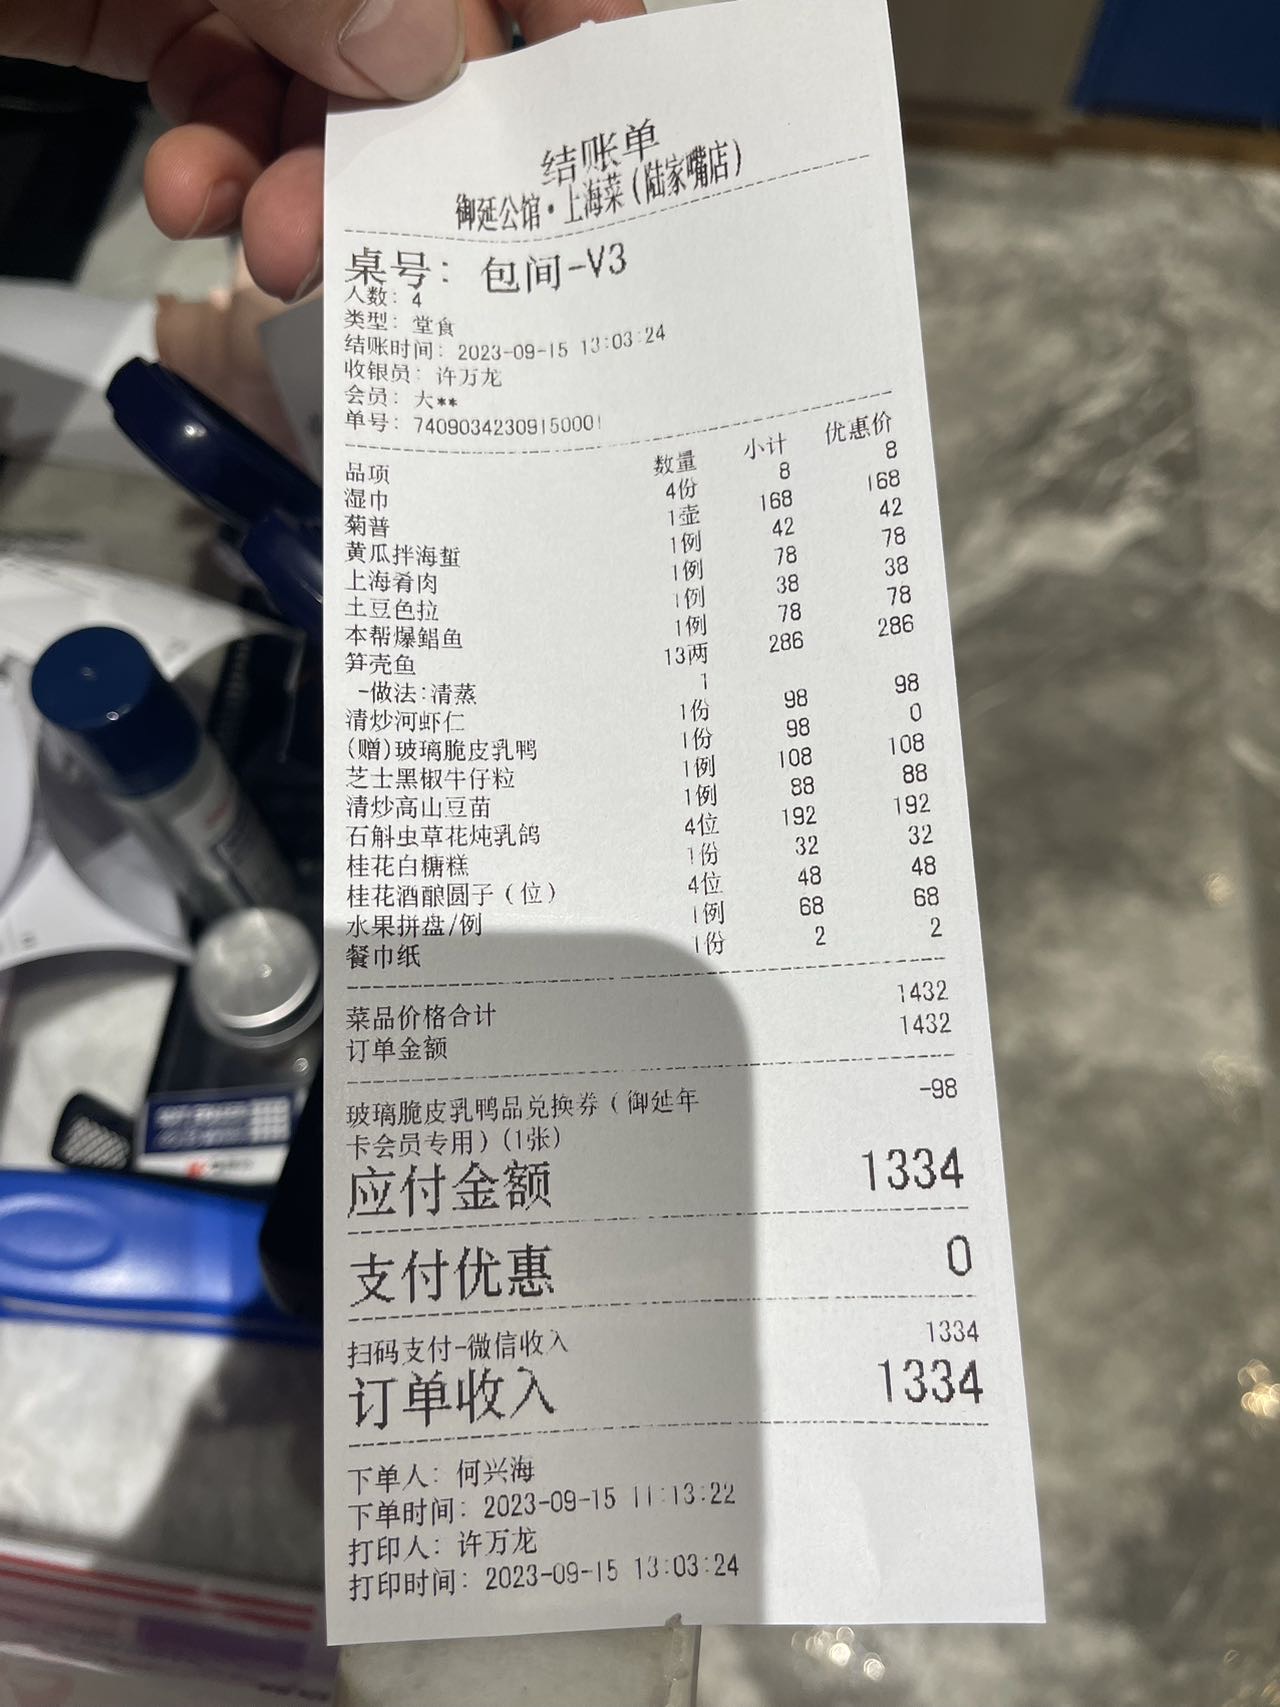 结账单
御延公馆·上海菜(陆家嘴店)
桌号: 包间-V3
人数: 4
类型: 堂食
结账时间: 2023-09-15 13:03:24
收银员: 许万龙
会员: 大**
单号: 74090342309150001
品项 数量 小计 优惠价
湿巾 4份 8 8
菊普 1壶 168 168
黄瓜拌海蜇 1例 42 42
上海肴肉 1例 78 78
土豆色拉 1例 38 38
本帮爆鲳鱼 1例 78 78
笋壳鱼 13两 286 286
-做法:清蒸 1
清炒河虾仁 1份 98 98
(赠)玻璃脆皮乳鸭 1份 98 0
芝士黑椒牛仔粒 1例 108 108
清炒高山豆苗 1例 88 88
石斛虫草花炖乳鸽 4位 192 192
桂花白糖糕 1份 32 32
桂花酒酿圆子(位) 4位 48 48
水果拼盘/例 1例 68 68
餐巾纸 1份 2 2
菜品价格合计 1432
订单金额 1432
玻璃脆皮乳鸭品兑换券(御延年 -98
卡会员专用)(1张)
应付金额 1334
支付优惠 0
扫码支付-微信收入 1334
订单收入 1334
下单人: 何兴海
下单时间: 2023-09-15 11:13:22
打印人: 许万龙
打印时间: 2023-09-15 13:03:24